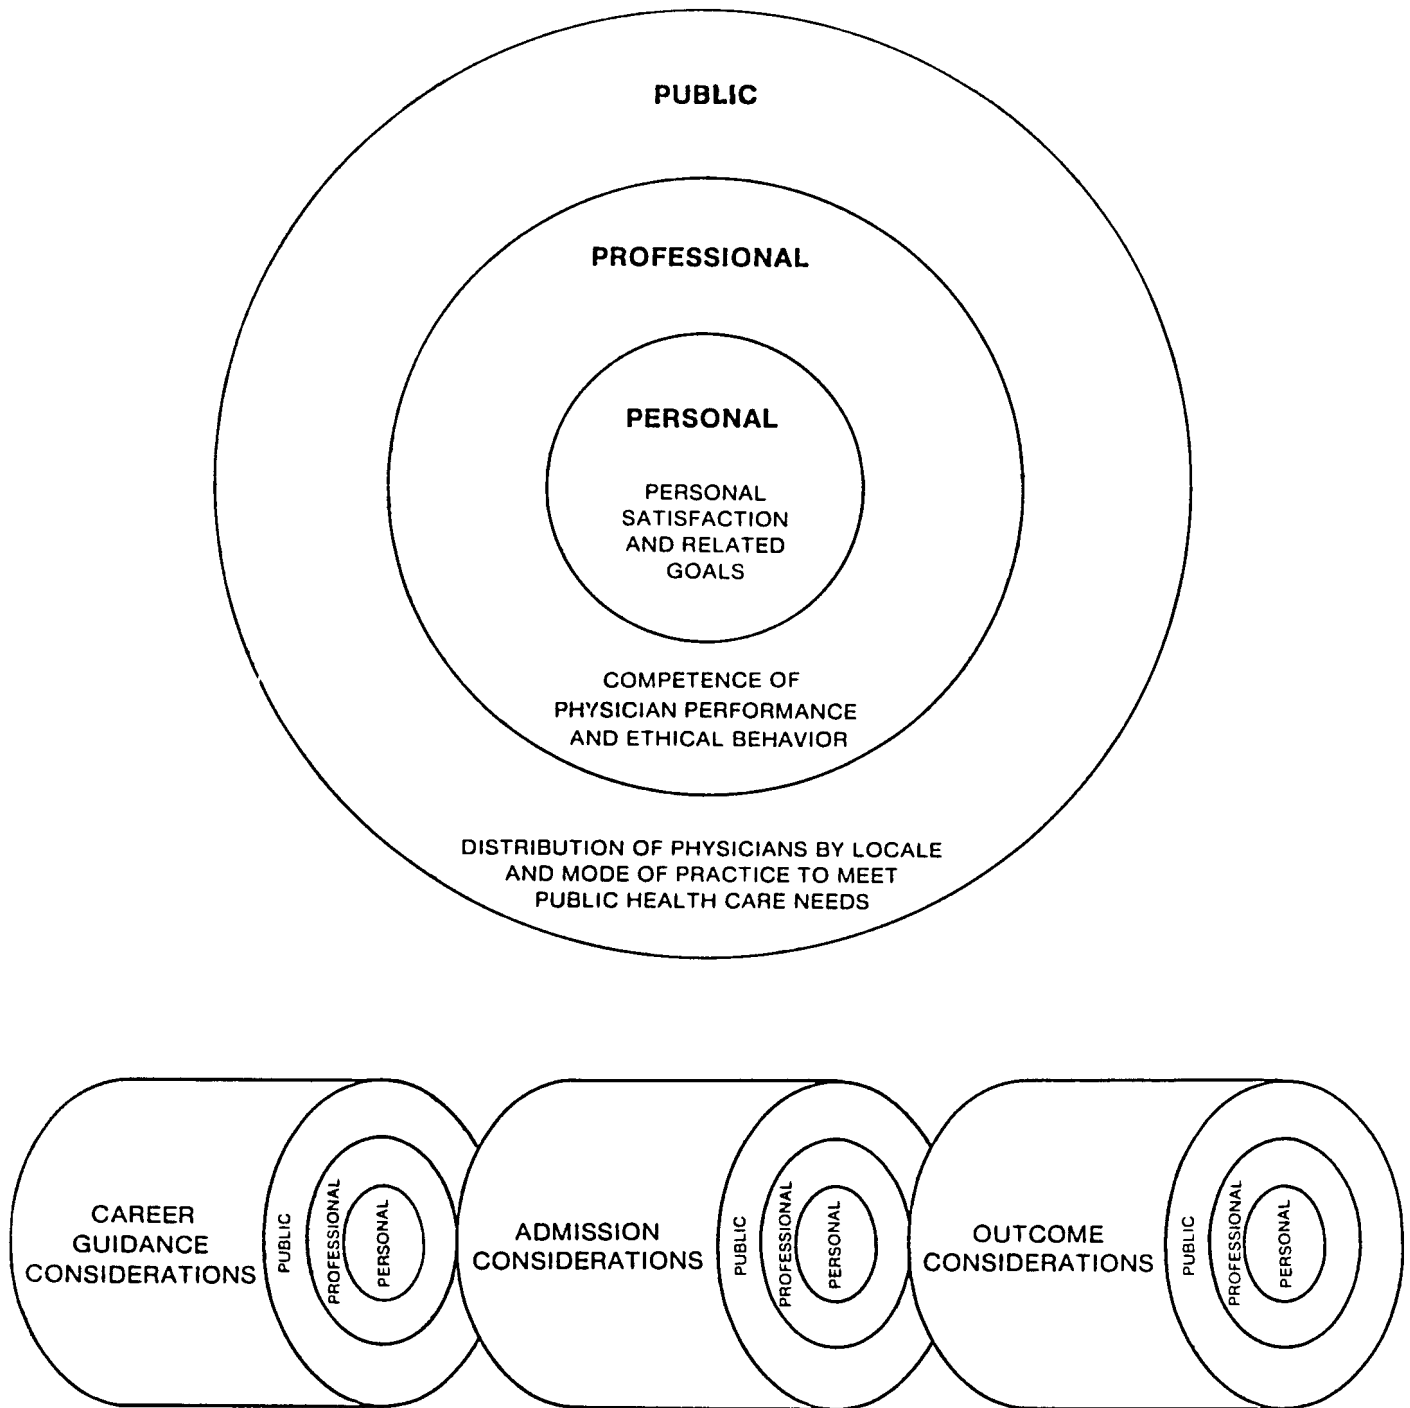 PUBLIC
PROFESSIONAL
PERSONAL
PERSONAL
SATISFACTION
AND RELATED
GOALS
COMPETENCE OF
PHYSICIAN PERFORMANCE
AND ETHICAL BEHAVIOR
DISTRIBUTION OF PHYSICIANS BY LOCALE
AND MODE OF PRACTICE TO MEET
PUBLIC HEALTH CARE NEEDS
CAREER
GUIDANCE
CONSIDERATIONS
PUBLIC
PROFESSIONAL
PERSONAL
ADMISSION
CONSIDERATIONS
PUBLIC
PROFESSIONAL
PERSONAL
OUTCOME
CONSIDERATIONS
PUBLIC
PROFESSIONAL
PERSONAL